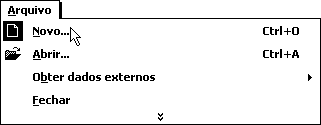 Arquivo
Novo... Ctrl+O
Abrir... Ctrl+A
Obter dados externos
Fechar